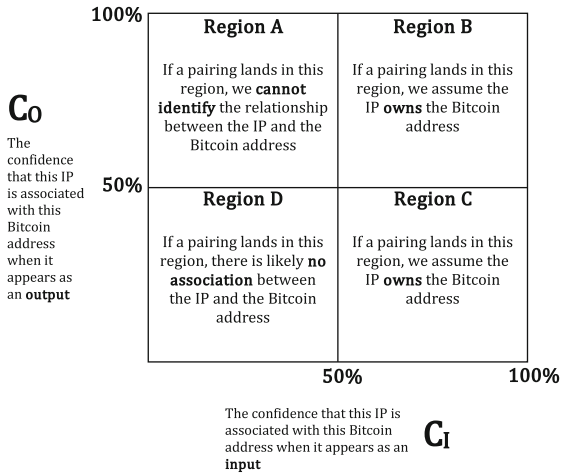 100%
Region A
If a pairing lands in this
region, we cannot
identify the relationship
between the IP and the
Bitcoin address
Region B
If a pairing lands in this
region, we assume the
IP owns the Bitcoin
address
CO
The
confidence
that this IP
is associated
with this
Bitcoin
address
when it
appears as
an output
50%
Region D
If a pairing lands in this
region, there is likely no
association between
the IP and the Bitcoin
address
Region C
If a pairing lands in this
region, we assume the
IP owns the Bitcoin
address
50%
100%
The confidence that this IP is
associated with this Bitcoin
address when it appears as an
input
CI